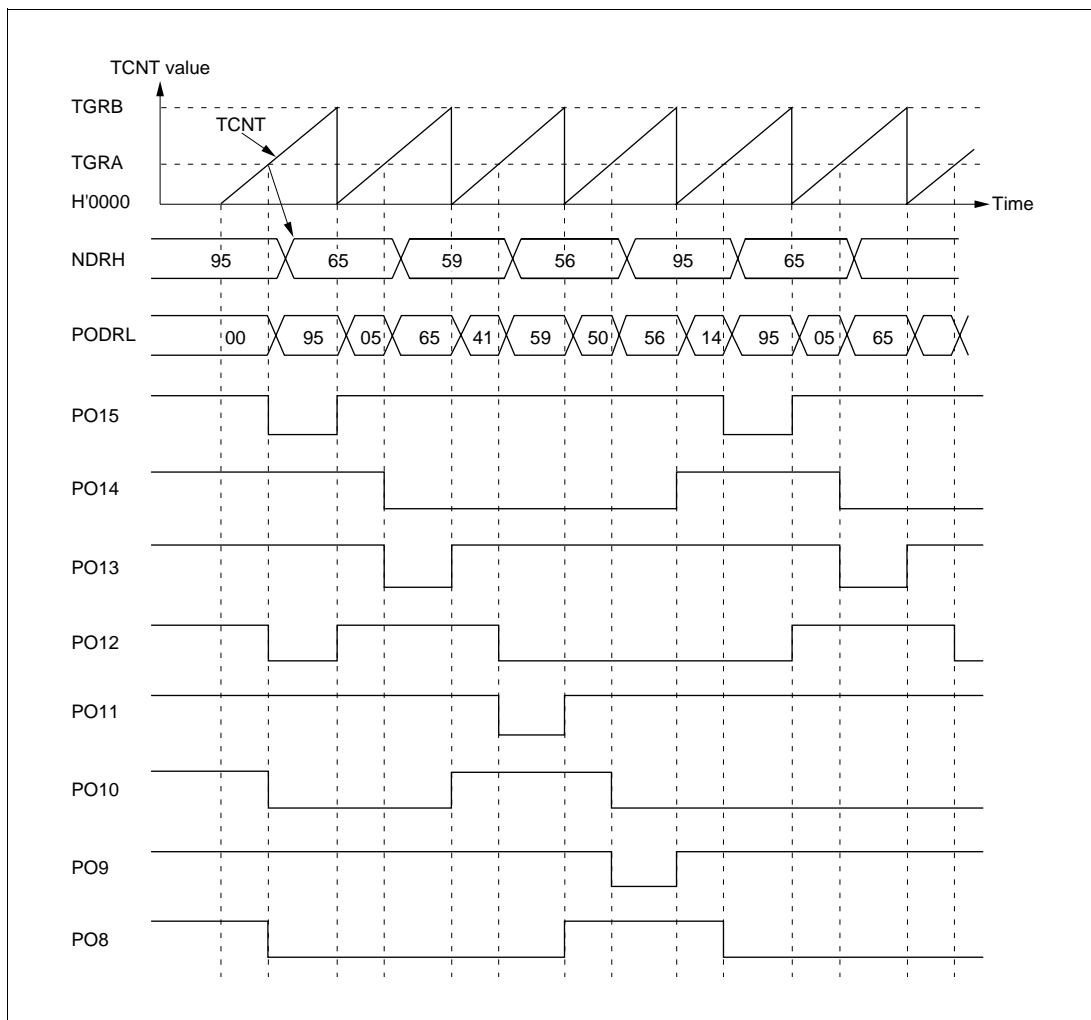 TCNT value
TGRB
TCNT
TGRA
H'0000
Time
NDRH 95 65 59 56 95 65
PODRL 00 95 05 65 41 59 50 56 14 95 05 65
PO15
PO14
PO13
PO12
PO11
PO10
PO9
PO8